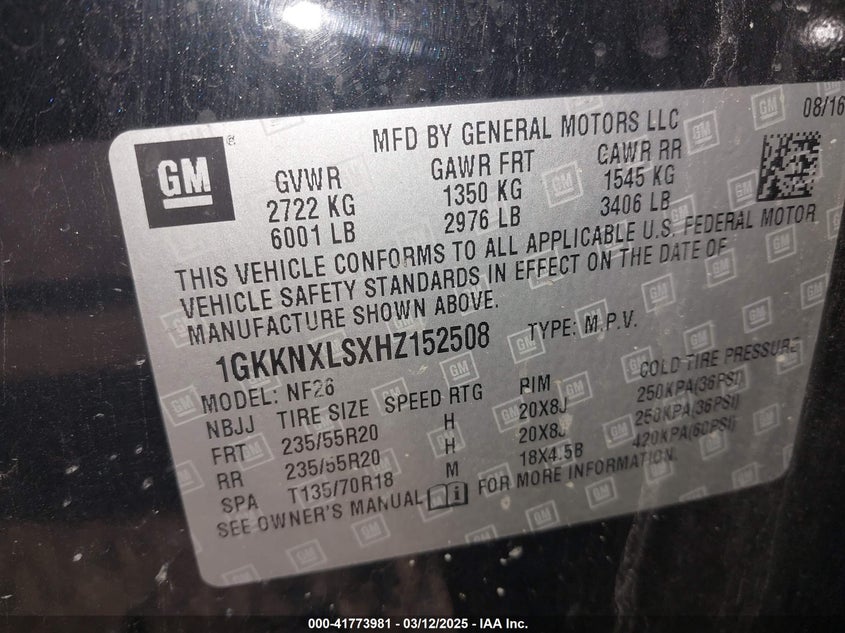 MFD BY GENERAL MOTORS LLC
08/16
GM
GVWR
GAWR FRT
GAWR RR
2722 KG
1350 KG
1545 KG
6001 LB
2976 LB
3406 LB
THIS VEHICLE CONFORMS TO ALL APPLICABLE U.S. FEDERAL MOTOR
VEHICLE SAFETY STANDARDS IN EFFECT ON THE DATE OF
MANUFACTURE SHOWN ABOVE.
1GKKNXLSXHZ152508 TYPE: M.P.V.
MODEL: NF26
NBJJ TIRE SIZE SPEED RTG RIM COLD TIRE PRESSURE
FRT 235/55R20 H 20X8J 250KPA(36PSI)
RR 235/55R20 H 20X8J 250KPA(36PSI)
SPA T135/70R18 M 18X4.5B 420KPA(60PSI)
SEE OWNER'S MANUAL FOR MORE INFORMATION.
000-41773981 - 03/12/2025 - IAA Inc.